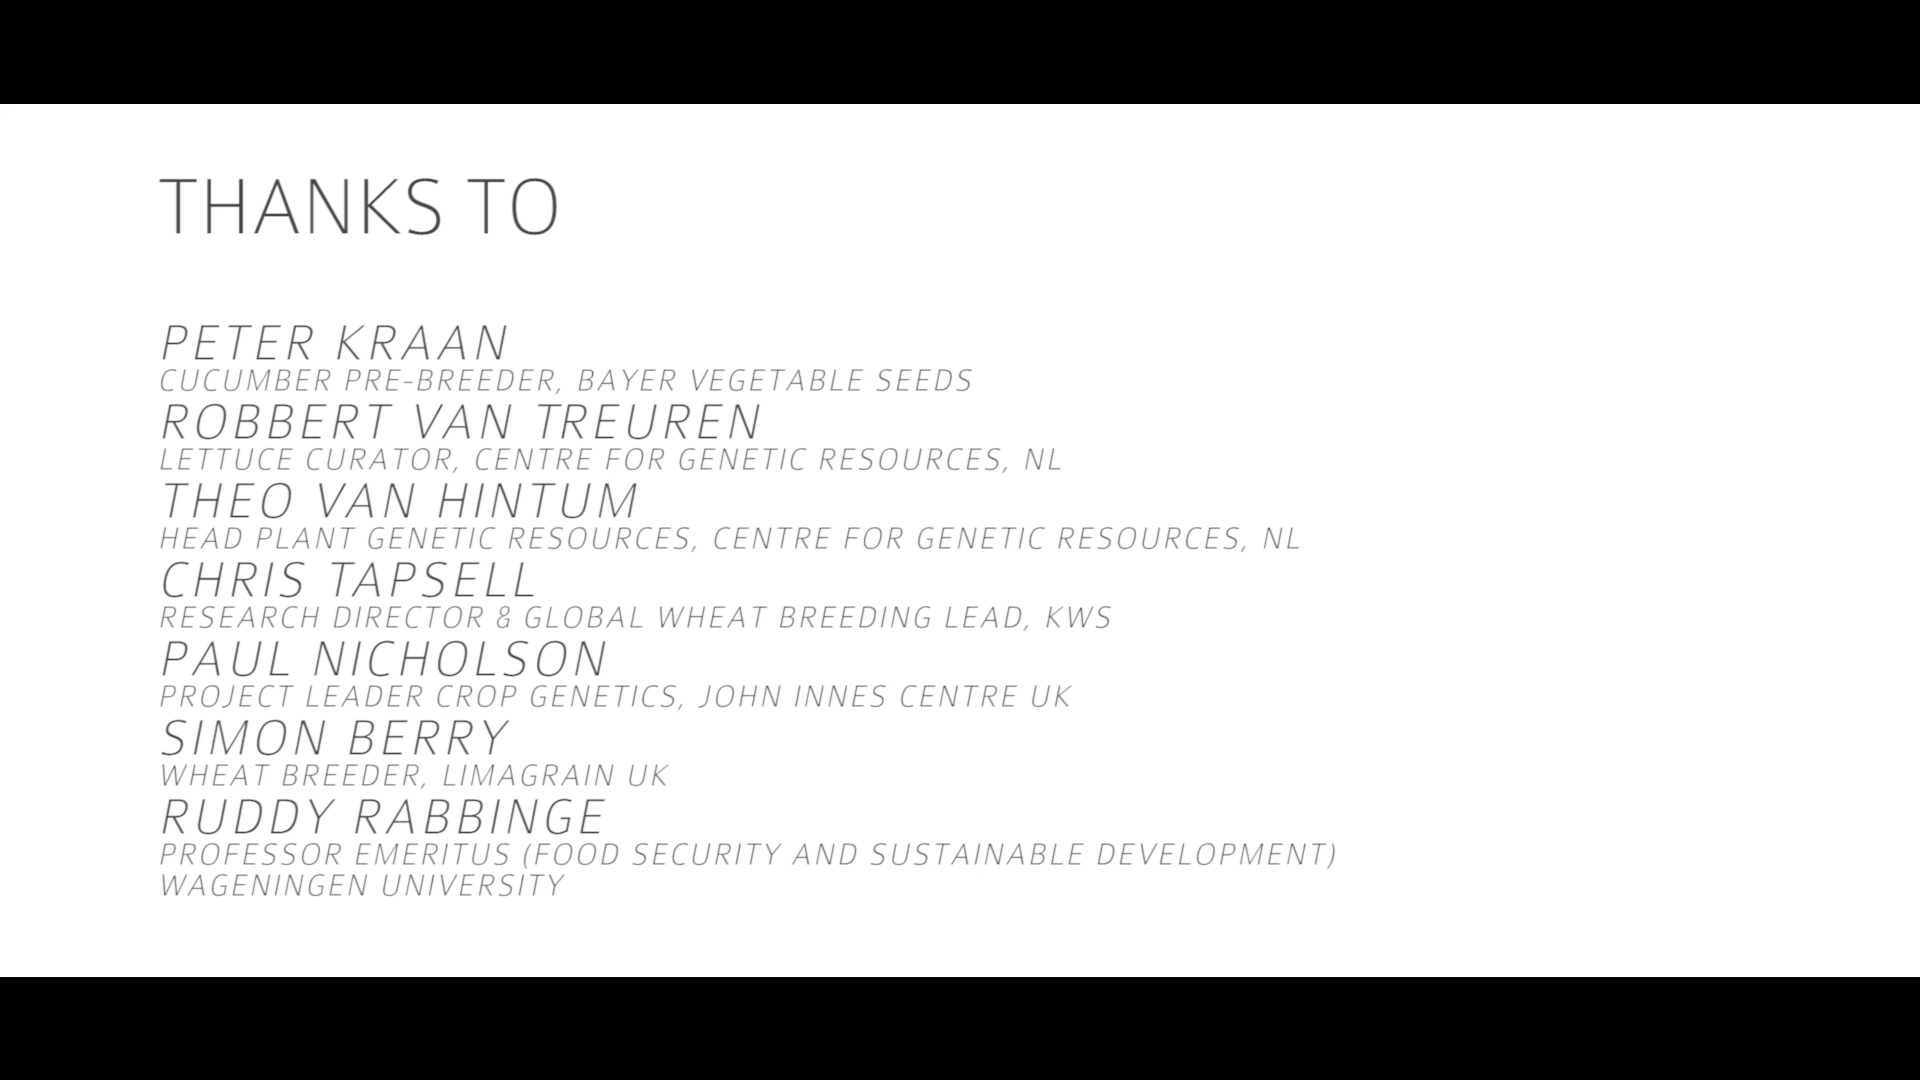 THANKS TO
PETER KRAAN
CUCUMBER PRE-BREEDER, BAYER VEGETABLE SEEDS
ROBBERT VAN TREUREN
LETTUCE CURATOR, CENTRE FOR GENETIC RESOURCES, NL
THEO VAN HINTUM
HEAD PLANT GENETIC RESOURCES, CENTRE FOR GENETIC RESOURCES, NL
CHRIS TAPSELL
RESEARCH DIRECTOR & GLOBAL WHEAT BREEDING LEAD, KWS
PAUL NICHOLSON
PROJECT LEADER CROP GENETICS, JOHN INNES CENTRE UK
SIMON BERRY
WHEAT BREEDER, LIMAGRAIN UK
RUDDY RABBINGE
PROFESSOR EMERITUS (FOOD SECURITY AND SUSTAINABLE DEVELOPMENT)
WAGENINGEN UNIVERSITY